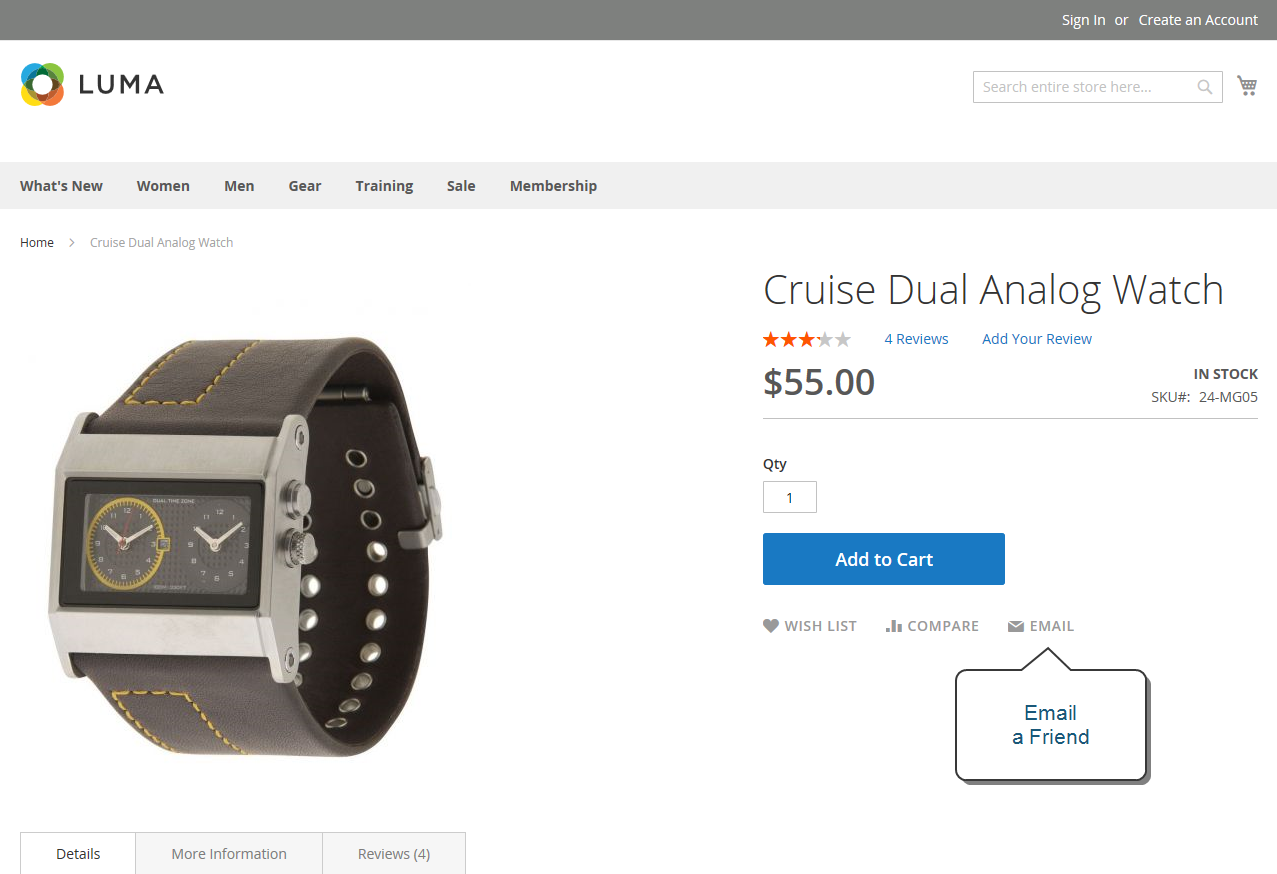 Sign In or Create an Account
LUMA
Search entire store here...
What's New Women Men Gear Training Sale Membership
Home Cruise Dual Analog Watch
Cruise Dual Analog Watch
4 Reviews Add Your Review
$55.00
IN STOCK
SKU#: 24-MG05
Qty
1
Add to Cart
WISH LIST COMPARE EMAIL
Email
a Friend
DUAL TIME ZONE
Details More Information Reviews (4)